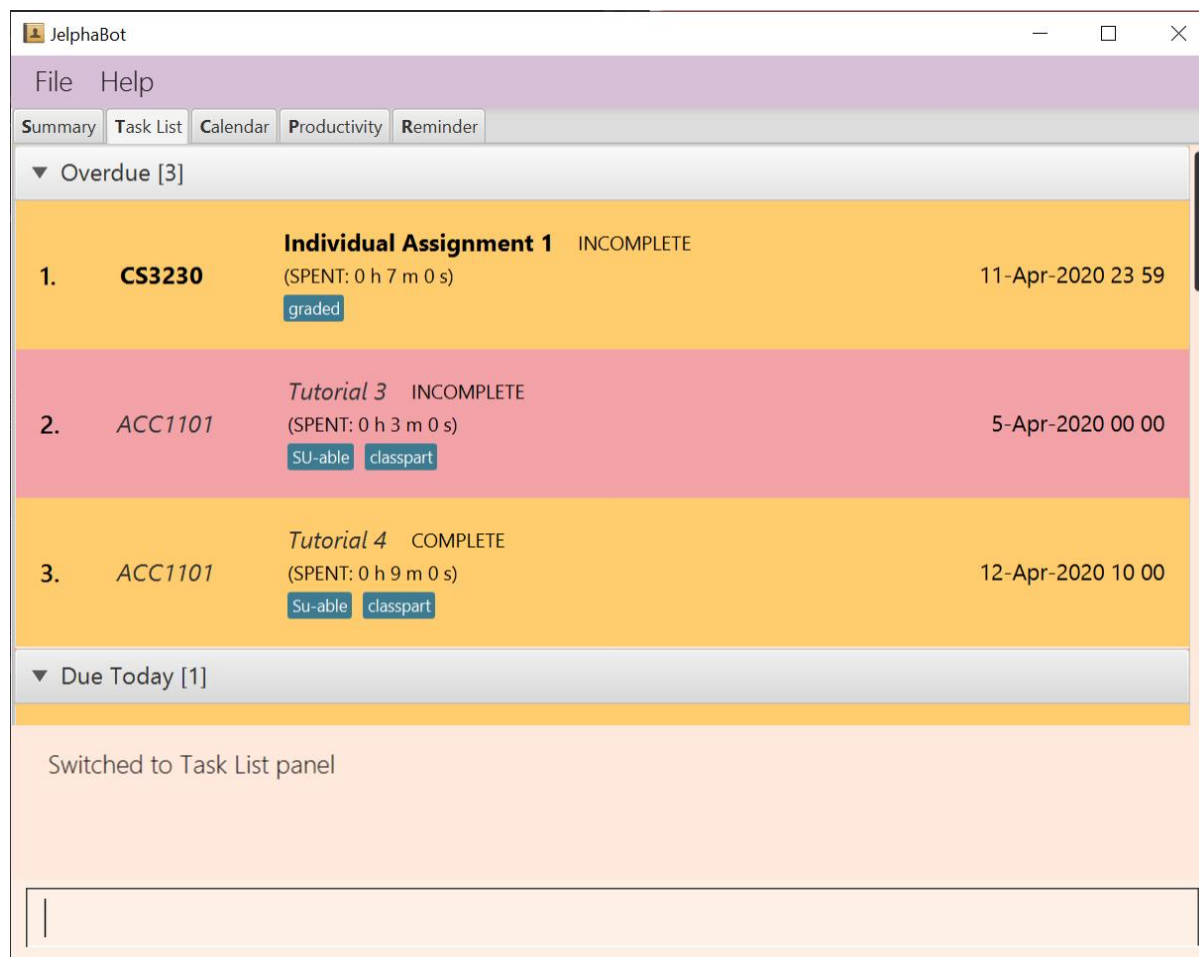 JelphaBot
File Help
Summary Task List Calendar Productivity Reminder
Overdue [3]
1. CS3230 Individual Assignment 1 INCOMPLETE
(SPENT: 0 h 7 m 0 s)
graded
11-Apr-2020 23 59
2. ACC1101 Tutorial 3 INCOMPLETE
(SPENT: 0 h 3 m 0 s)
SU-able classpart
5-Apr-2020 00 00
3. ACC1101 Tutorial 4 COMPLETE
(SPENT: 0 h 9 m 0 s)
Su-able classpart
12-Apr-2020 10 00
Due Today [1]
Switched to Task List panel